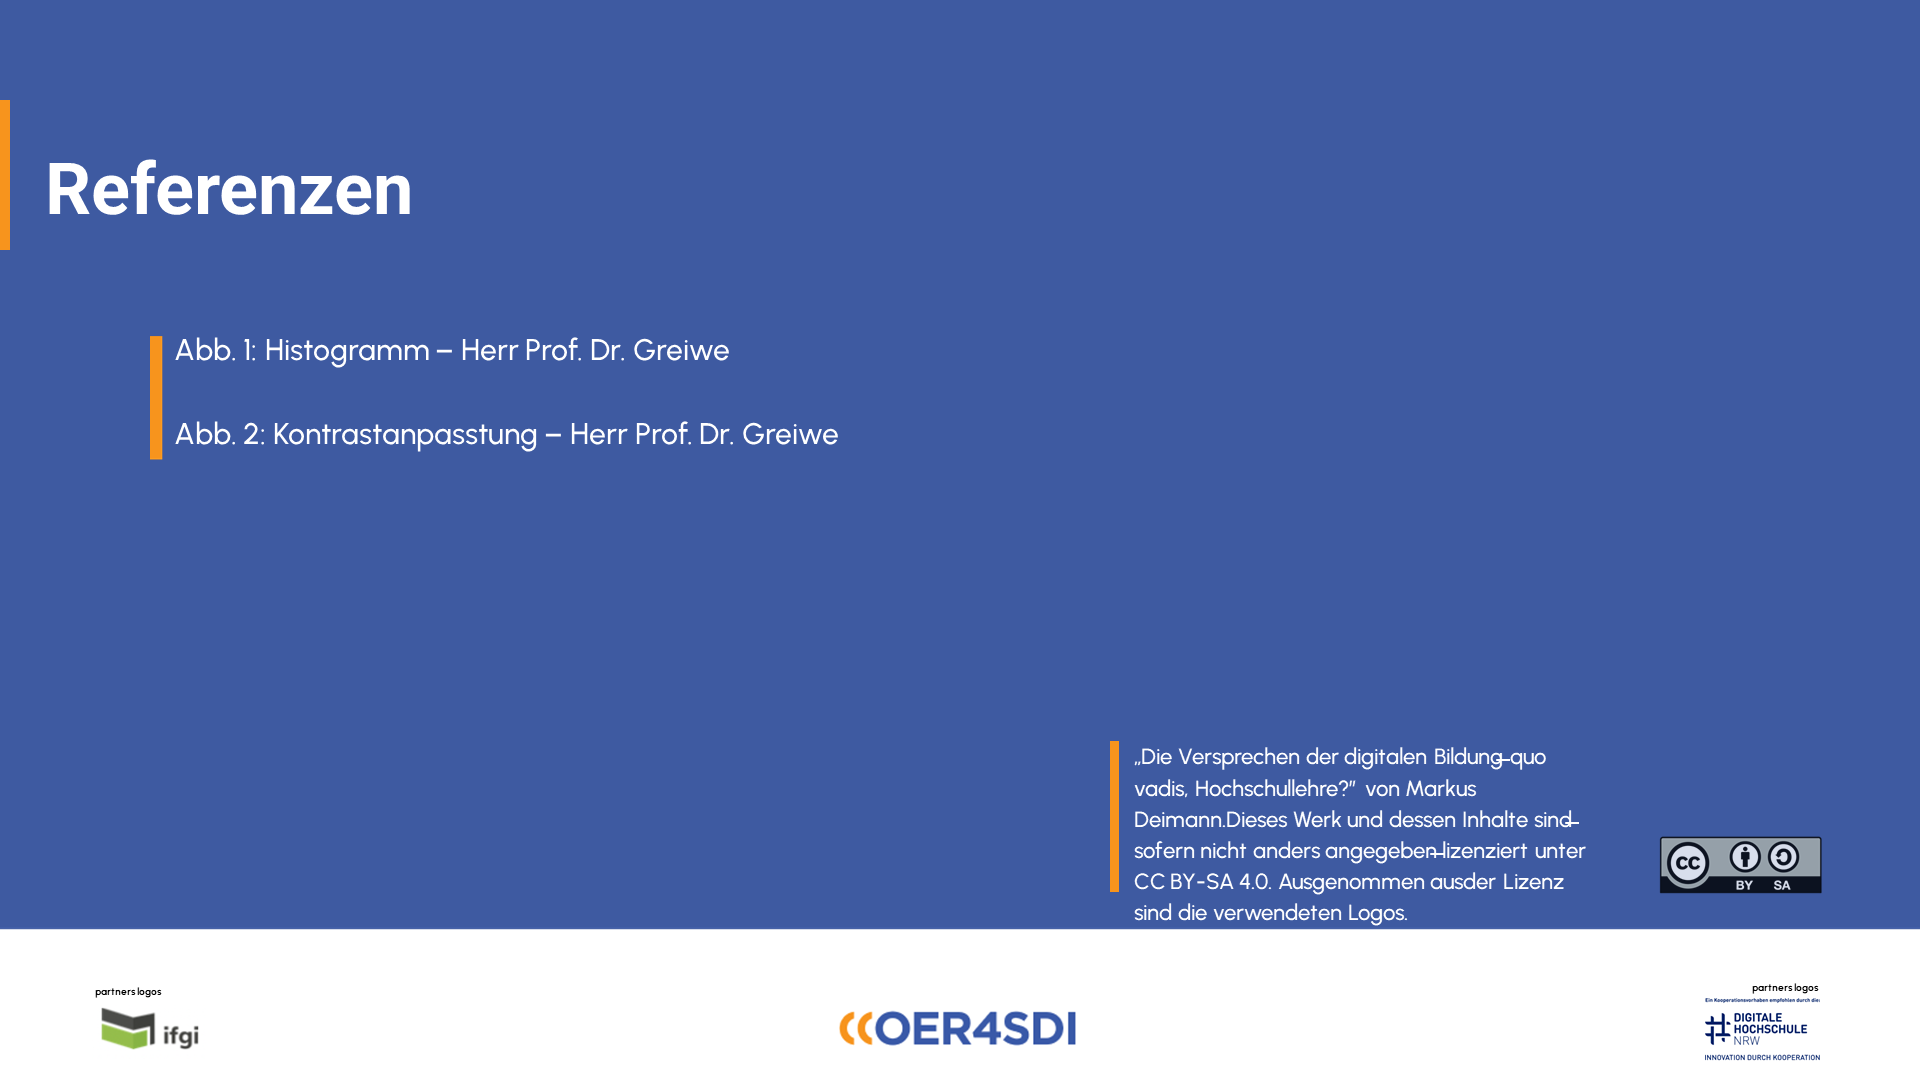 Referenzen
Abb. 1: Histogramm – Herr Prof. Dr. Greiwe
Abb. 2: Kontrastanpasstung – Herr Prof. Dr. Greiwe
„Die Versprechen der digitalen Bildung–quo
vadis, Hochschullehre?” von Markus
Deimann.Dieses Werk und dessen Inhalte sind–
sofern nicht anders angegeben–lizenziert unter
CC BY-SA 4.0. Ausgenommen ausder Lizenz
sind die verwendeten Logos.
CC BY SA
partners logos
ifgi
OER4SDI
partners logos
Ein Kooperationsvorhaben empfohlen durch die:
DIGITALE
HOCHSCHULE
NRW
INNOVATION DURCH KOOPERATION